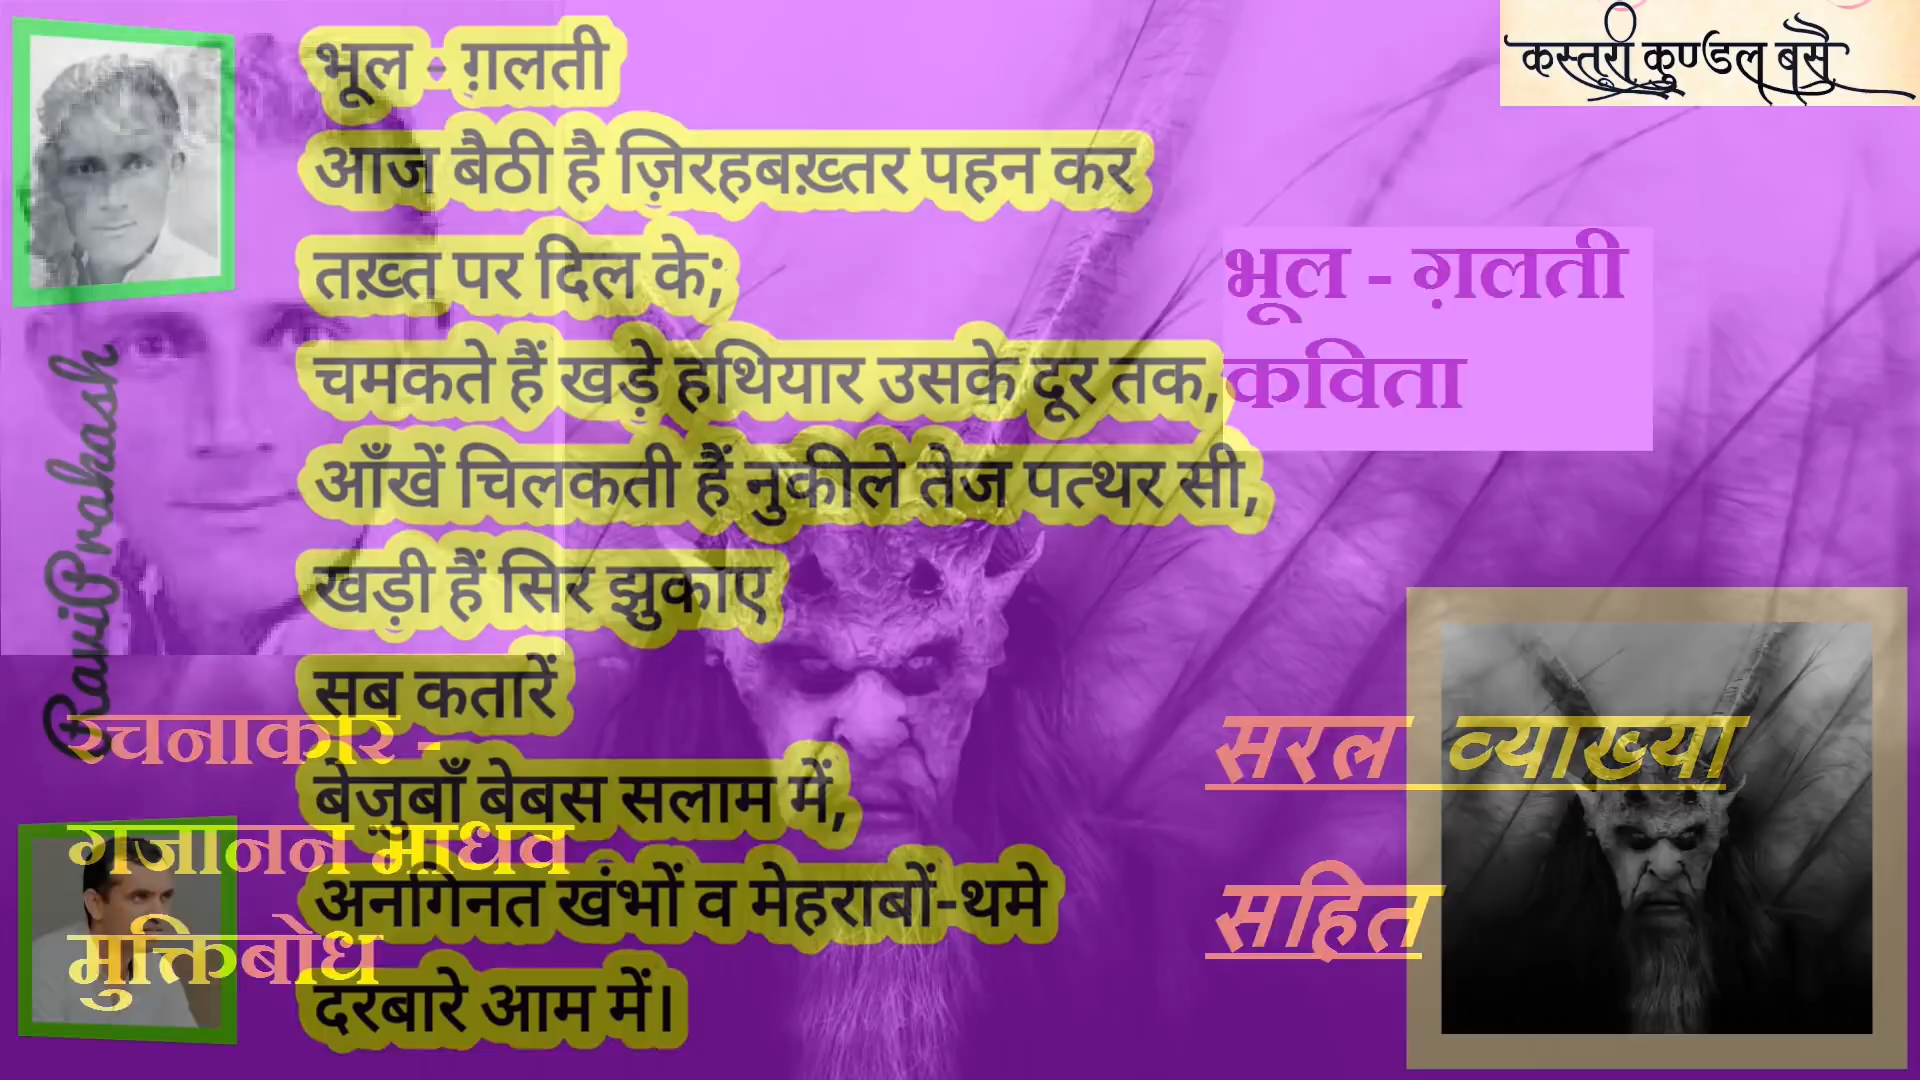 कस्तूरी कुण्डल बसै
भूल - ग़लती
आज बैठी है ज़िरहबख़्तर पहन कर
तख़्त पर दिल के;
चमकते हैं खड़े हथियार उसके दूर तक,
आँखें चिलकती हैं नुकीले तेज पत्थर सी,
खड़ी हैं सिर झुकाए
सब कतारें
बेजुबाँ बेबस सलाम में,
अनगिनत खंभों व मेहराबों-थमे
दरबारे आम में।
भूल - ग़लती
कविता
RaviPrakash
रचनाकार -
गजानन माधव
मुक्तिबोध
सरल व्याख्या
सहित